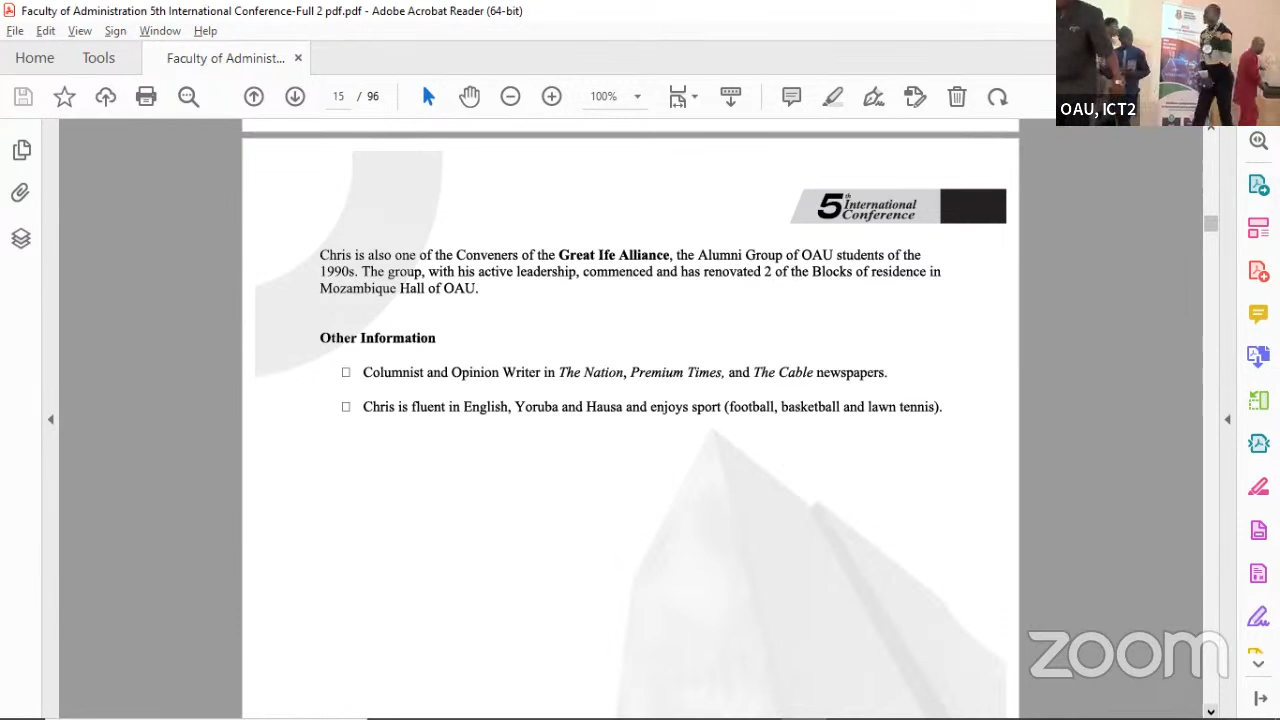 Faculty of Administration 5th International Conference-Full 2 pdf.pdf - Adobe Acrobat Reader (64-bit)
File Edit View Sign Window Help
Home Tools Faculty of Administ... ×
15 / 96 100%
OAU, ICT2
5th International
Conference
Chris is also one of the Conveners of the Great Ife Alliance, the Alumni Group of OAU students of the
1990s. The group, with his active leadership, commenced and has renovated 2 of the Blocks of residence in
Mozambique Hall of OAU.
Other Information
Columnist and Opinion Writer in The Nation, Premium Times, and The Cable newspapers.
Chris is fluent in English, Yoruba and Hausa and enjoys sport (football, basketball and lawn tennis).
zoom